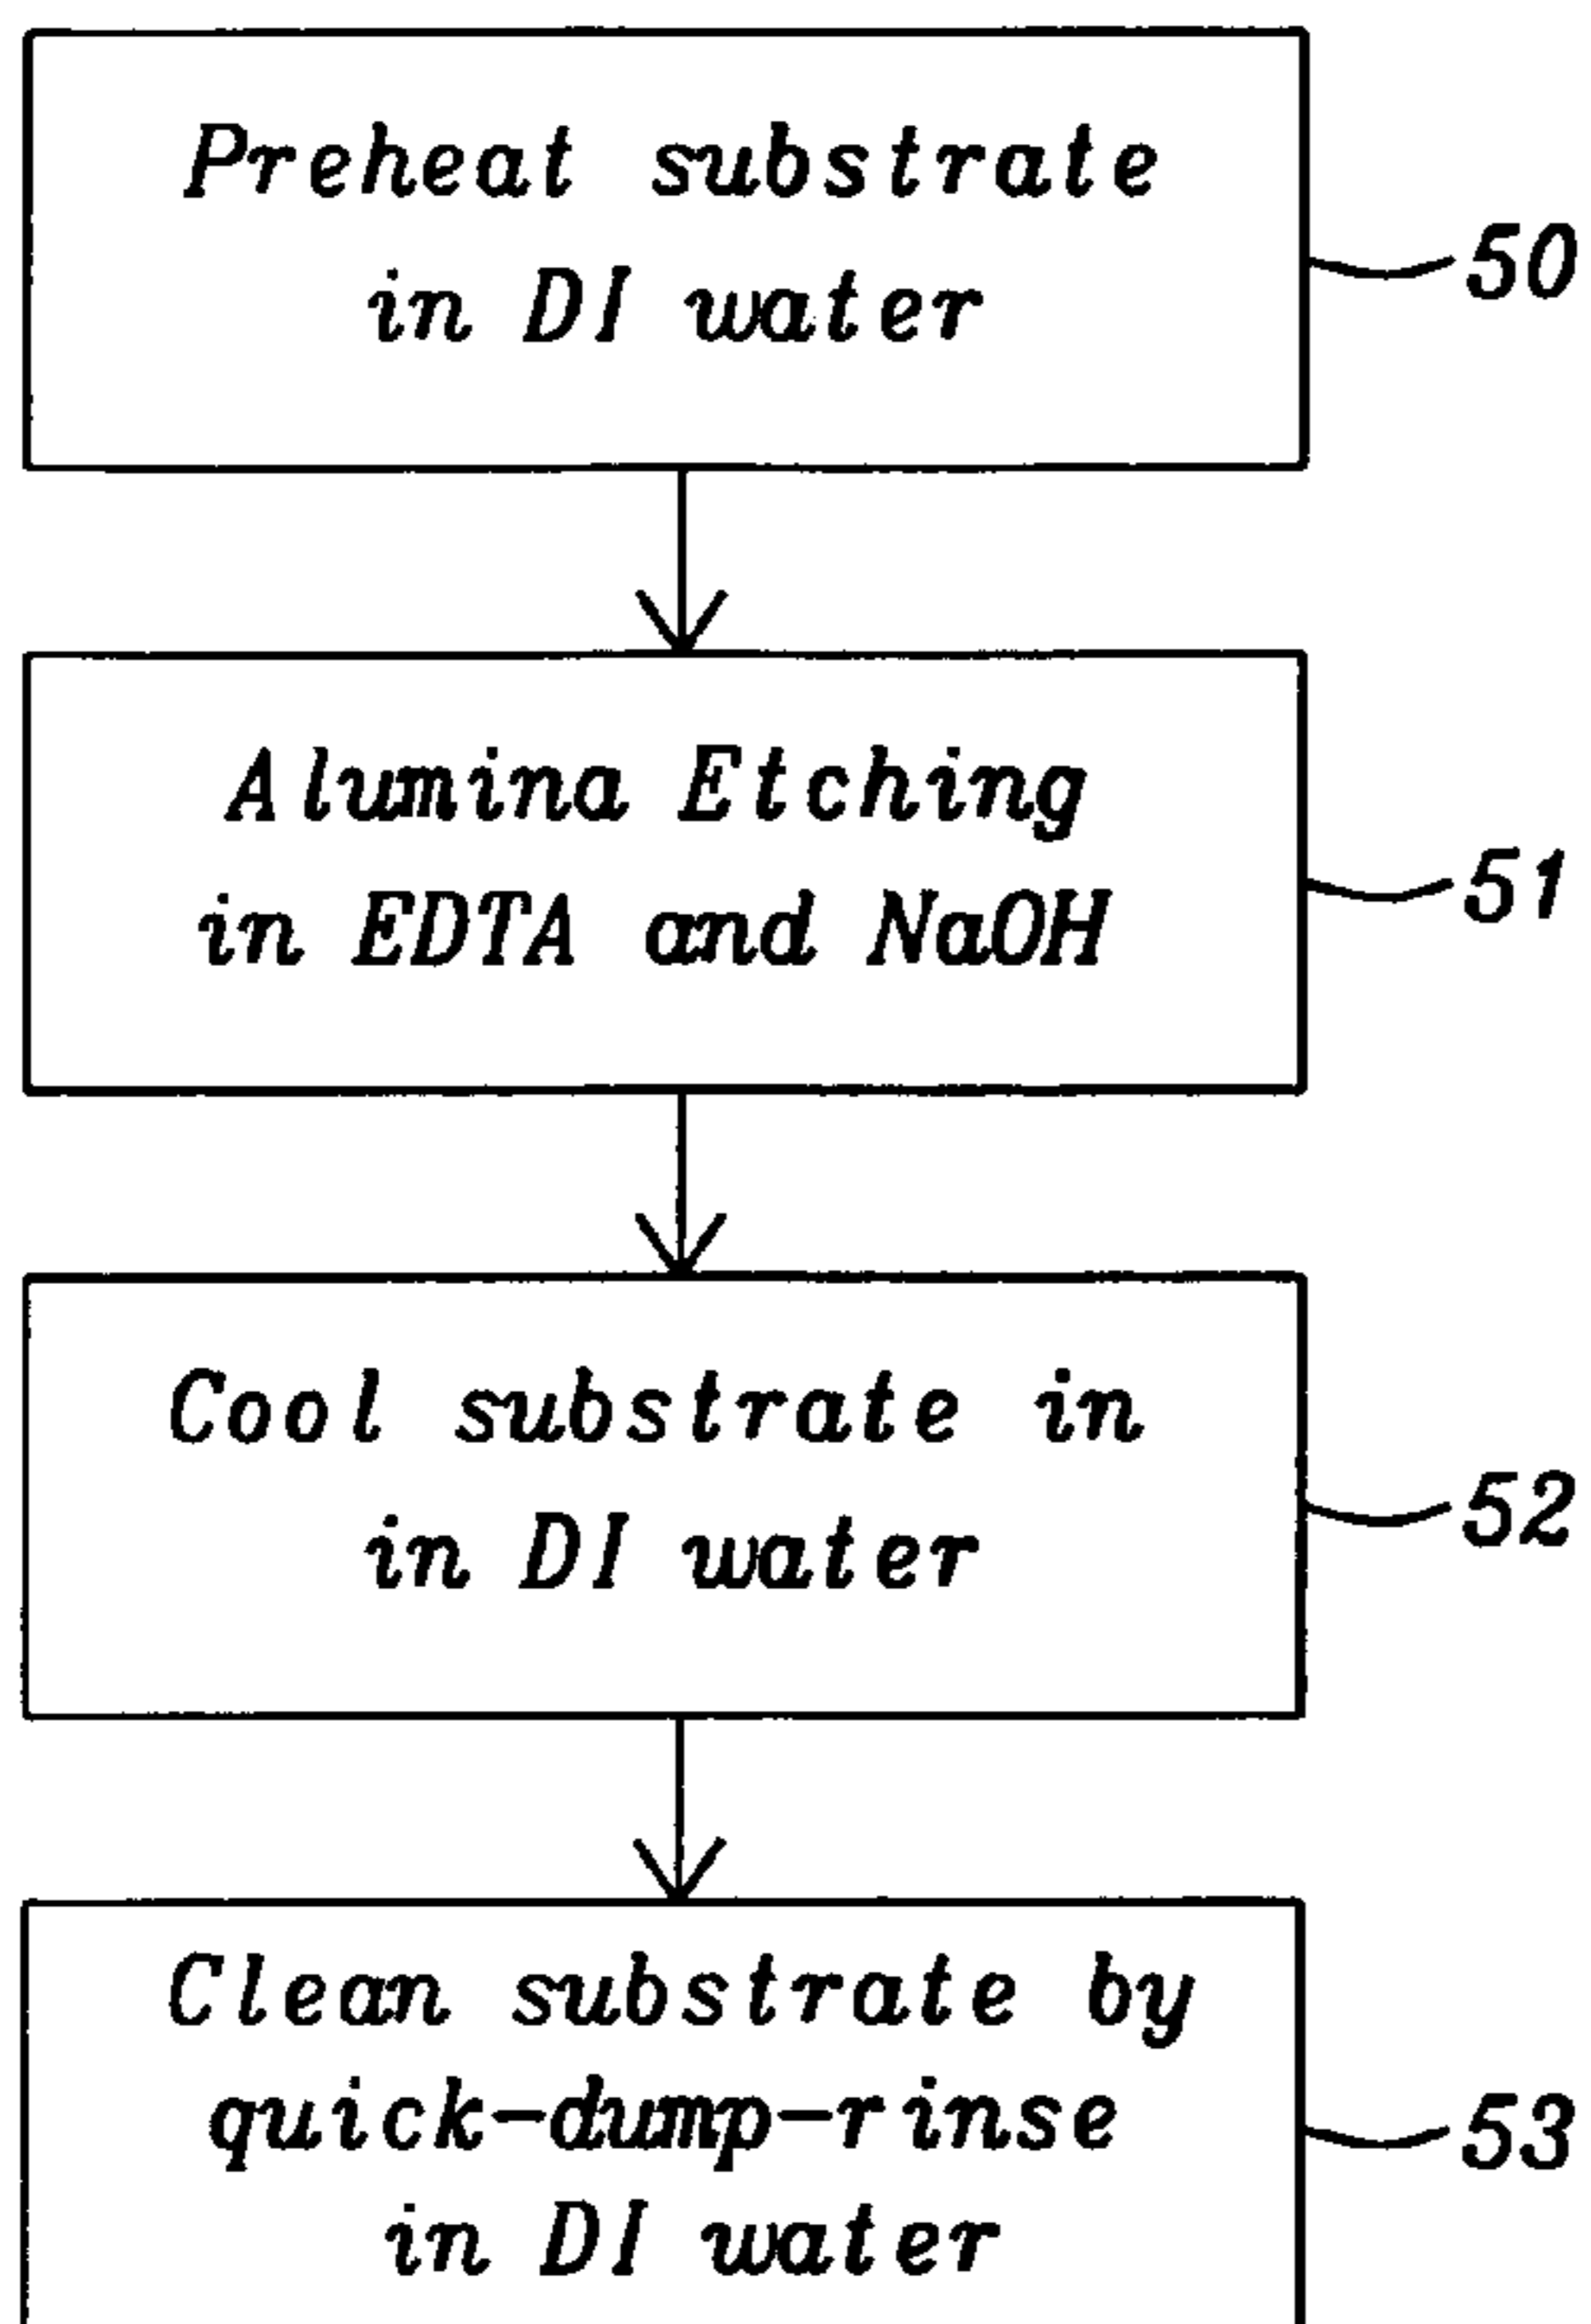 Preheat substrate
in DI water
50
Alumina Etching
in EDTA and NaOH
51
Cool substrate in
in DI water
52
Clean substrate by
quick-dump-rinse
in DI water
53